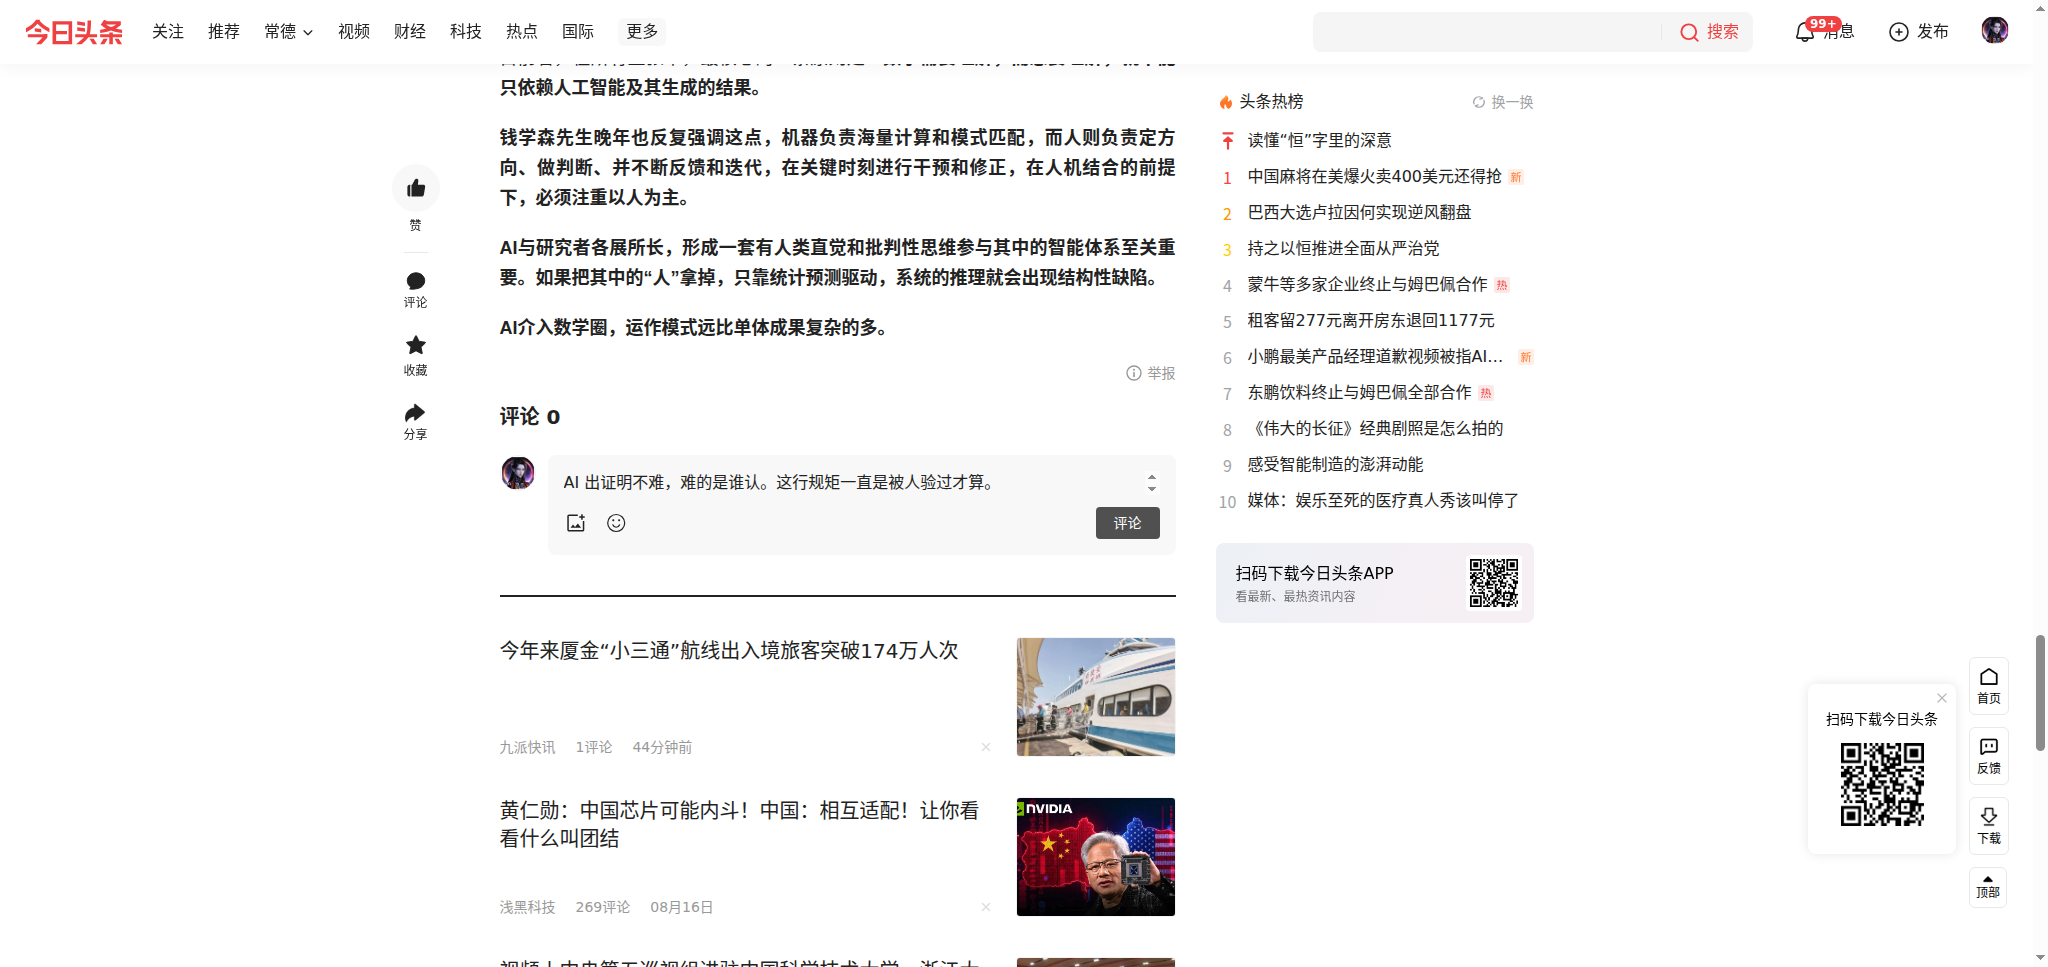 今日头条
关注
推荐
常德
视频
财经
科技
热点
国际
更多
搜索
99+
消息
发布
只依赖人工智能及其生成的结果。
钱学森先生晚年也反复强调这点，机器负责海量计算和模式匹配，而人则负责定方
向、做判断、并不断反馈和迭代，在关键时刻进行干预和修正，在人机结合的前提
下，必须注重以人为主。
AI与研究者各展所长，形成一套有人类直觉和批判性思维参与其中的智能体系至关重
要。如果把其中的“人”拿掉，只靠统计预测驱动，系统的推理就会出现结构性缺陷。
AI介入数学圈，运作模式远比单体成果复杂的多。
举报
赞
评论
收藏
分享
评论 0
AI 出证明不难，难的是谁认。这行规矩一直是被人验过才算。
评论
今年来厦金“小三通”航线出入境旅客突破174万人次
九派快讯 1评论 44分钟前
黄仁勋：中国芯片可能内斗！中国：相互适配！让你看
看什么叫团结
浅黑科技 269评论 08月16日
NVIDIA
头条热榜
换一换
读懂“恒”字里的深意
1 中国麻将在美爆火卖400美元还得抢 新
2 巴西大选卢拉因何实现逆风翻盘
3 持之以恒推进全面从严治党
4 蒙牛等多家企业终止与姆巴佩合作 热
5 租客留277元离开房东退回1177元
6 小鹏最美产品经理道歉视频被指AI... 新
7 东鹏饮料终止与姆巴佩全部合作 热
8 《伟大的长征》经典剧照是怎么拍的
9 感受智能制造的澎湃动能
10 媒体：娱乐至死的医疗真人秀该叫停了
扫码下载今日头条APP
看最新、最热资讯内容
扫码下载今日头条
首页
反馈
下载
顶部